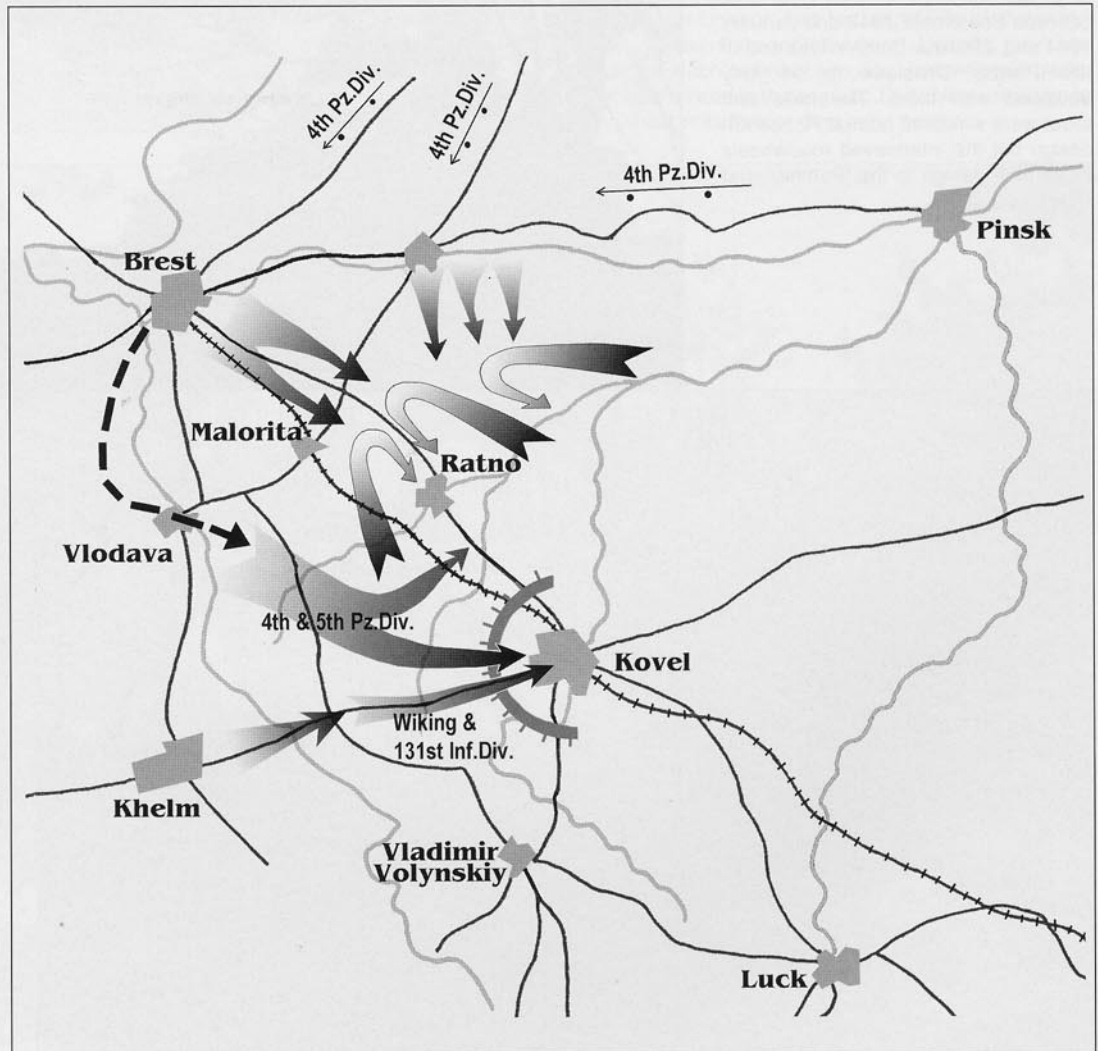 4th Pz.Div.
4th Pz.Div.
4th Pz.Div.
Pinsk
Brest
Malorita
Ratno
Vlodava
4th & 5th Pz.Div.
Kovel
Wiking &
131st Inf.Div.
Khelm
Vladimir
Volynskiy
Luck